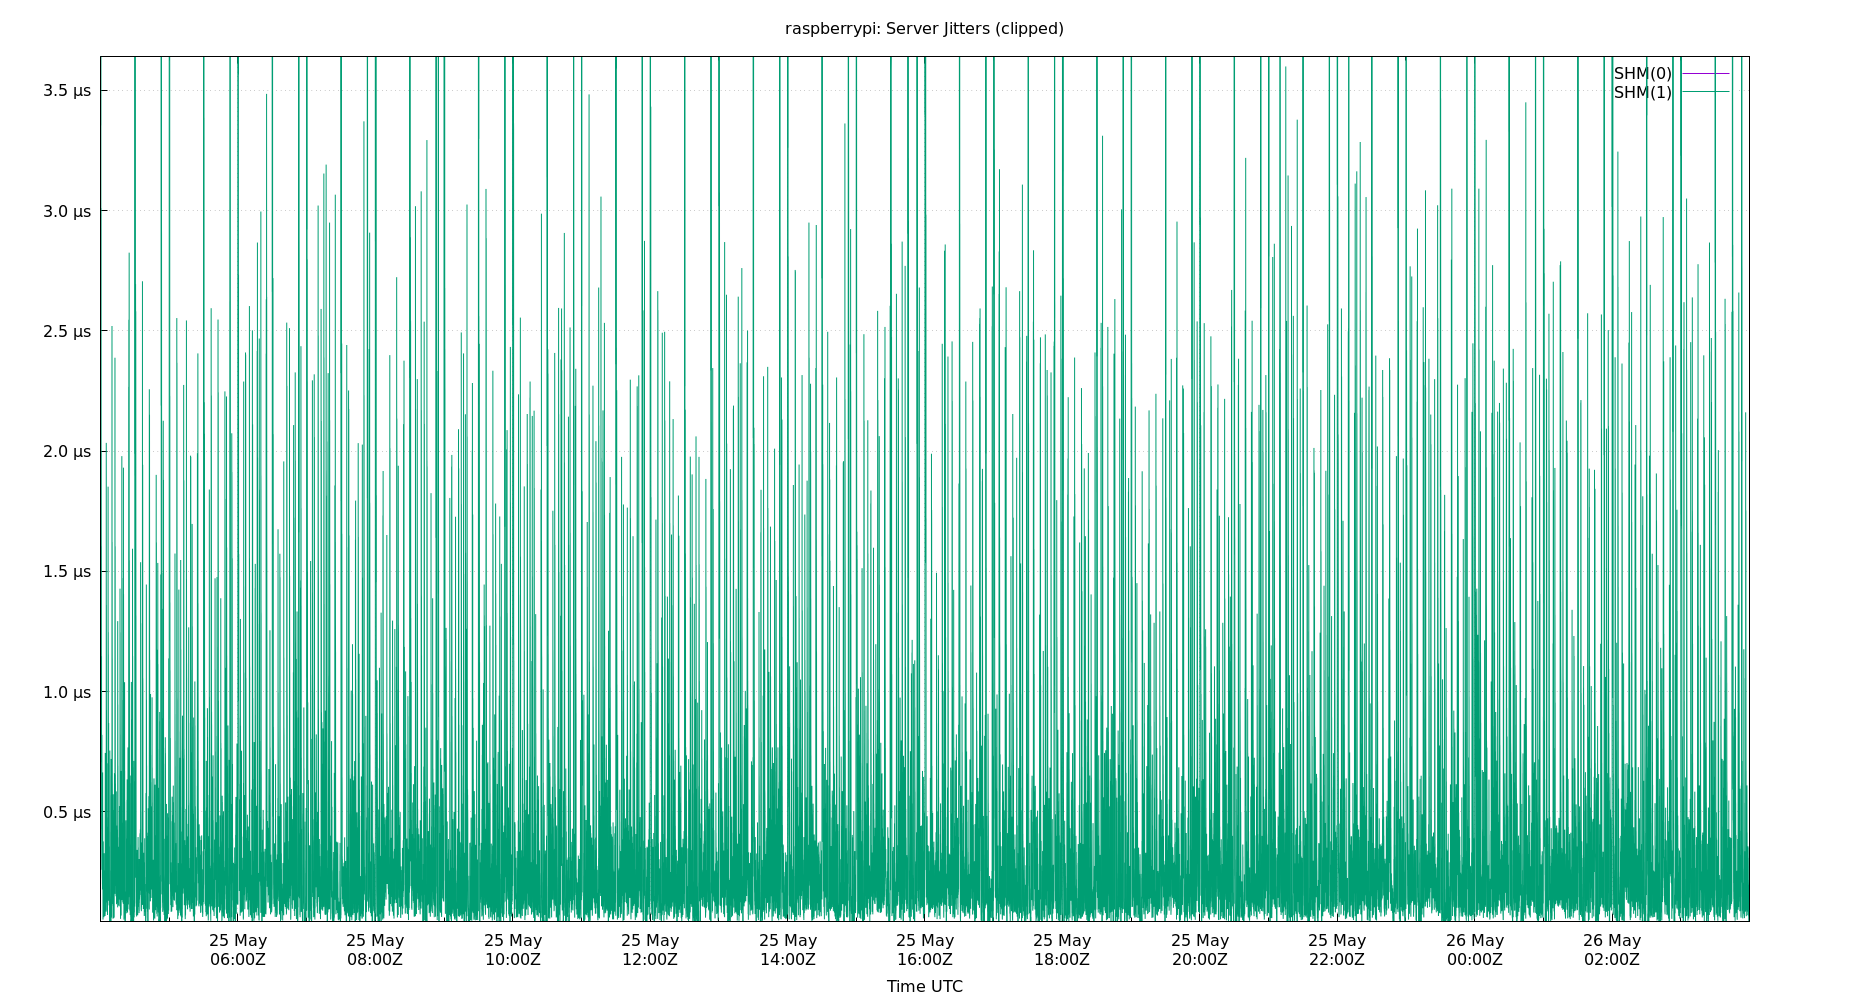 raspberrypi: Server Jitters (clipped)
SHM(0)
SHM(1)
3.5 μs
3.0 μs
2.5 μs
2.0 μs
1.5 μs
1.0 μs
0.5 μs
25 May 25 May 25 May 25 May 25 May 25 May 25 May 25 May 25 May 26 May 26 May
06:00Z 08:00Z 10:00Z 12:00Z 14:00Z 16:00Z 18:00Z 20:00Z 22:00Z 00:00Z 02:00Z
Time UTC